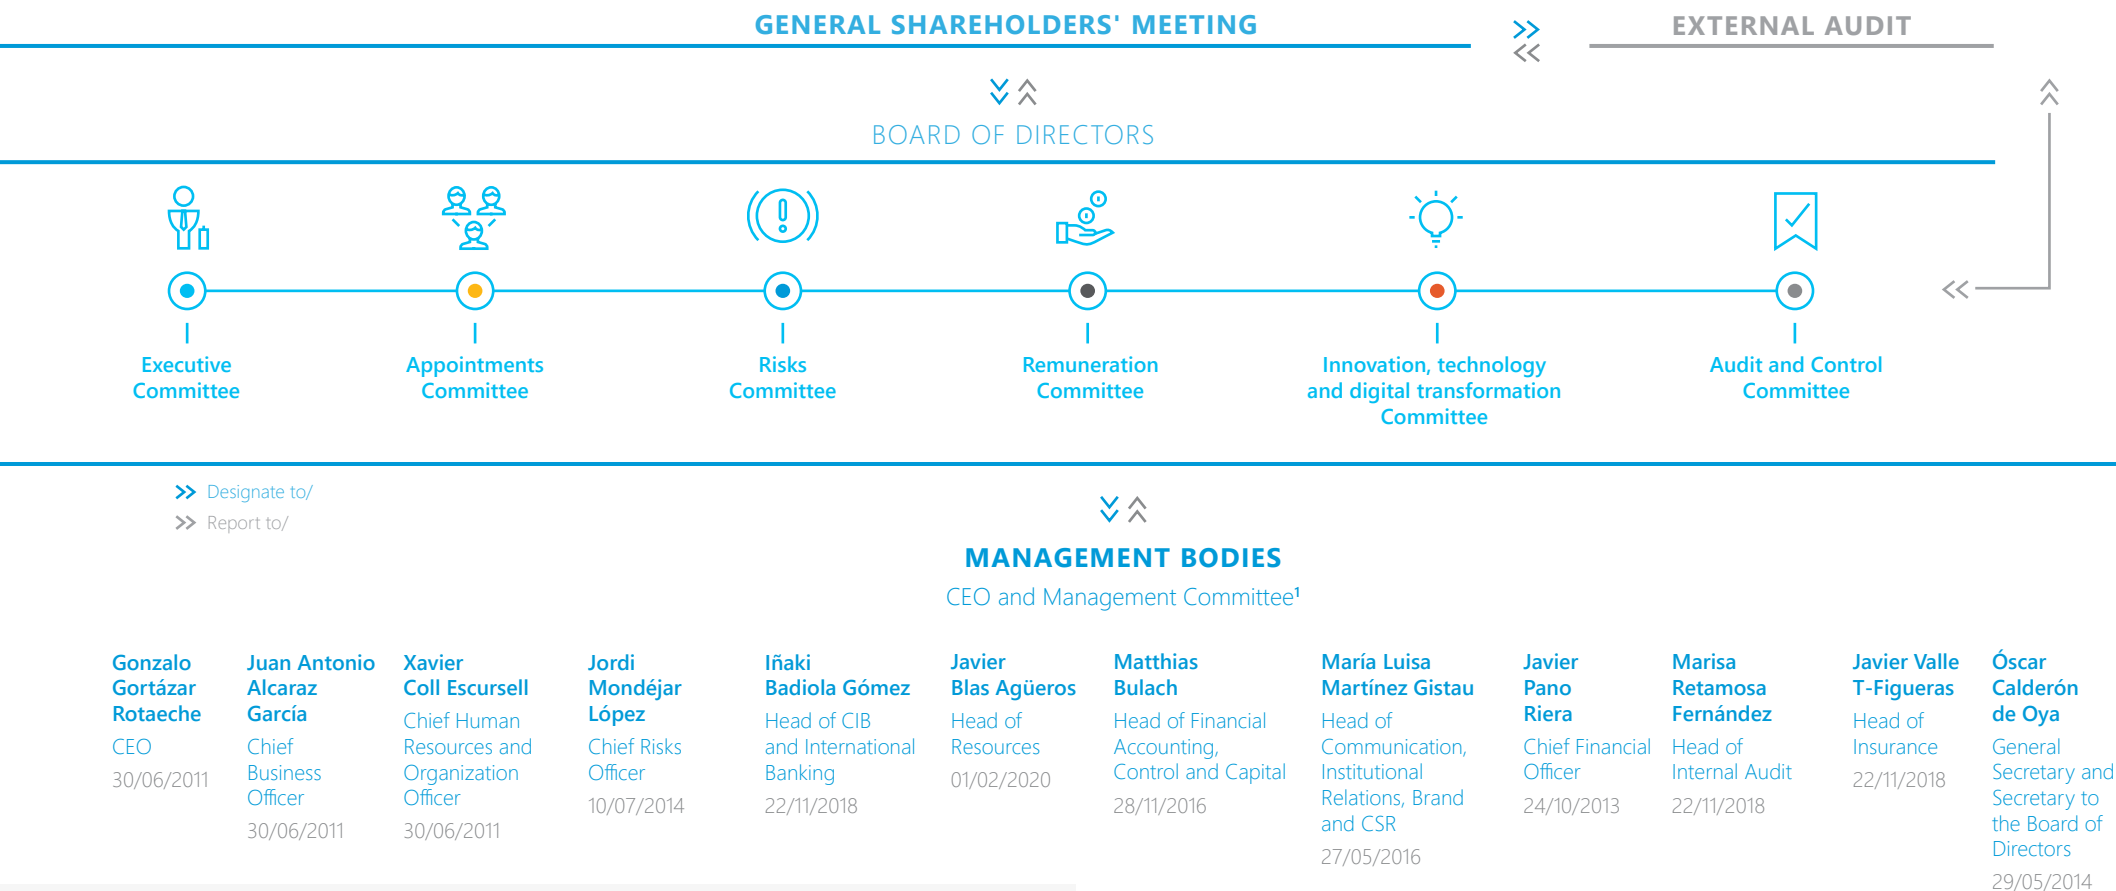 GENERAL SHAREHOLDERS' MEETING
EXTERNAL AUDIT
BOARD OF DIRECTORS
Executive
Committee
Appointments
Committee
Risks
Committee
Remuneration
Committee
Innovation, technology
and digital transformation
Committee
Audit and Control
Committee
Designate to/
Report to/
MANAGEMENT BODIES
CEO and Management Committee¹
Gonzalo
Gortázar
Rotaeche
CEO
30/06/2011
Juan Antonio
Alcaraz
García
Chief
Business
Officer
30/06/2011
Xavier
Coll Escursell
Chief Human
Resources and
Organization
Officer
30/06/2011
Jordi
Mondéjar
López
Chief Risks
Officer
10/07/2014
Iñaki
Badiola Gómez
Head of CIB
and International
Banking
22/11/2018
Javier
Blas Agüeros
Head of
Resources
01/02/2020
Matthias
Bulach
Head of Financial
Accounting,
Control and Capital
28/11/2016
María Luisa
Martínez Gistau
Head of
Communication,
Institutional
Relations, Brand
and CSR
27/05/2016
Javier
Pano
Riera
Chief Financial
Officer
24/10/2013
Marisa
Retamosa
Fernández
Head of
Internal Audit
22/11/2018
Javier Valle
T-Figueras
Head of
Insurance
22/11/2018
Óscar
Calderón
de Oya
General
Secretary and
Secretary to
the Board of
Directors
29/05/2014